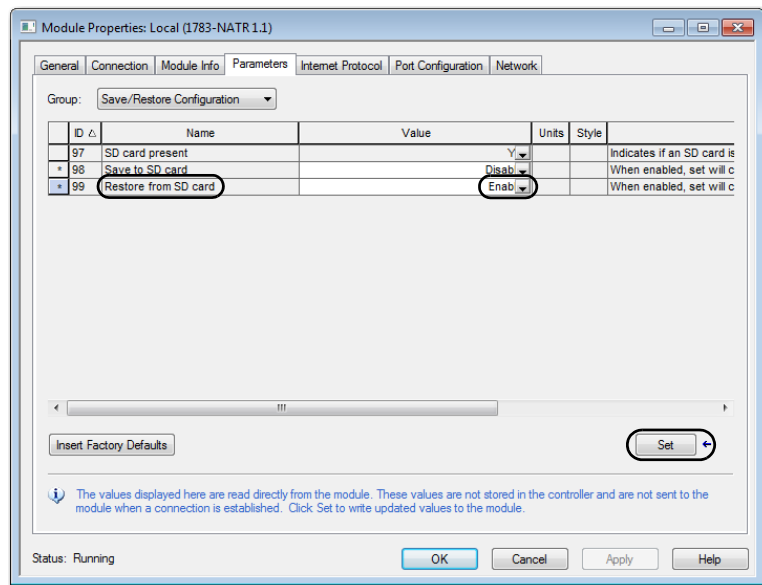 Module Properties: Local (1783-NATR 1.1)
General Connection Module Info Parameters Internet Protocol Port Configuration Network
Group: Save/Restore Configuration
ID Name Value Units Style
97 SD card present Y Indicates if an SD card is
* 98 Save to SD card Disab When enabled, set will c
* 99 Restore from SD card Enab When enabled, set will c
Insert Factory Defaults Set
The values displayed here are read directly from the module. These values are not stored in the controller and are not sent to the
module when a connection is established. Click Set to write updated values to the module.
Status: Running OK Cancel Apply Help